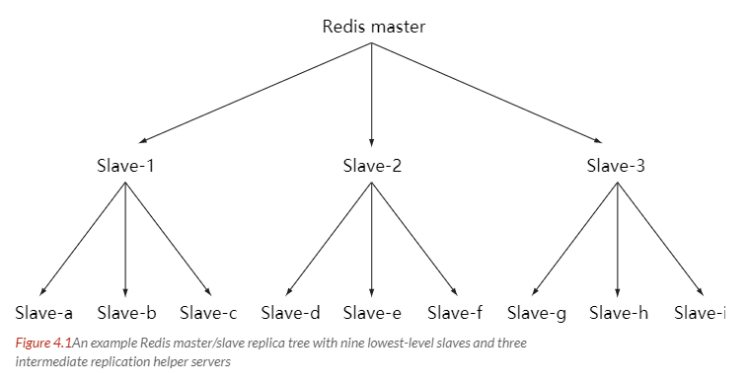 Redis master
Slave-1 Slave-2 Slave-3
Slave-a Slave-b Slave-c Slave-d Slave-e Slave-f Slave-g Slave-h Slave-i
Figure 4.1An example Redis master/slave replica tree with nine lowest-level slaves and three
intermediate replication helper servers